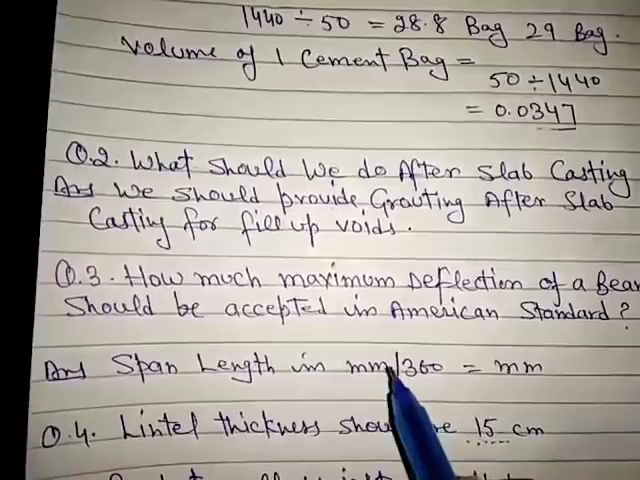 1440 ÷ 50 = 28.8 Bag 29 Bag.
Volume of 1 Cement Bag =
50 ÷ 1440
= 0.0347
Q.2. What should we do After Slab Casting
Ans We should provide Grouting After Slab
Casting for fill up voids.
Q.3. How much maximum Deflection of a Beam
should be accepted in American Standard?
Ans Span Length in mm/360 = mm
Q.4. Lintel thickness 15 cm